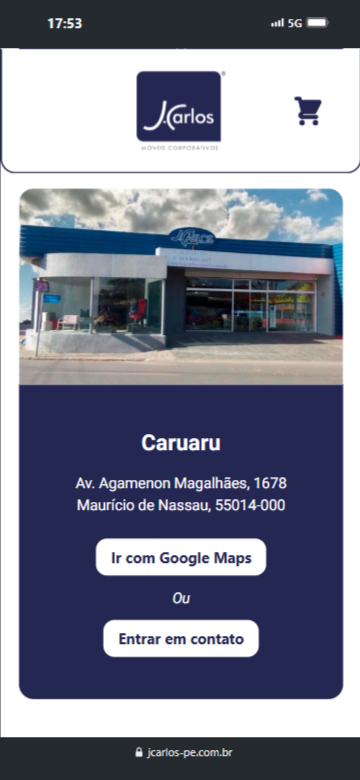 17:53
5G
J.Carlos
®
MÓVEIS CORPORATIVOS
J.Carlos
Caruaru
Av. Agamenon Magalhães, 1678
Maurício de Nassau, 55014-000
Ir com Google Maps
Ou
Entrar em contato
jcarlos-pe.com.br